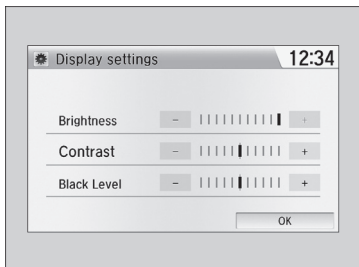 Display settings 12:34
Brightness - +
Contrast - +
Black Level - +
OK